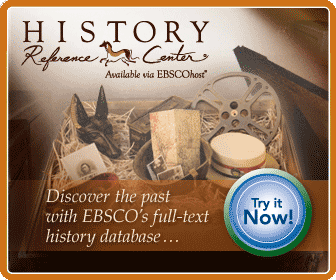 HISTORY
Reference Center
Available via EBSCOhost®
Discover the past
with EBSCO's full-text
history database...
Try it
Now!